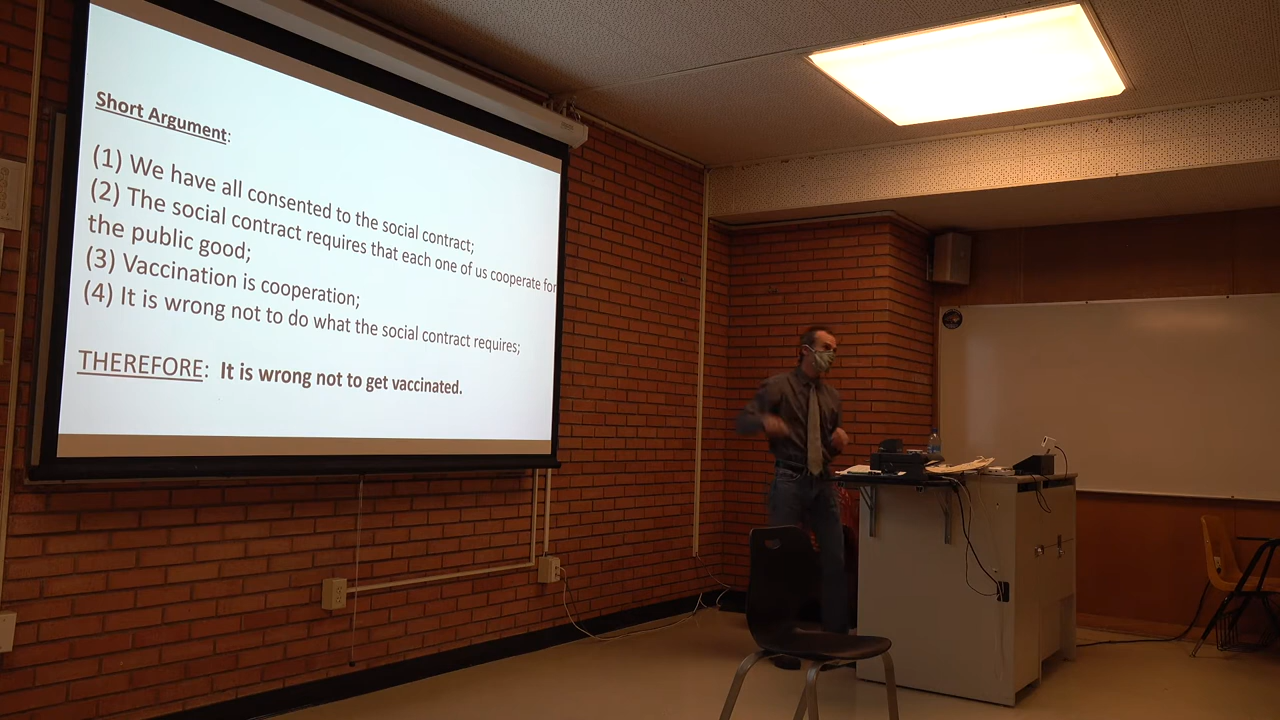 Short Argument:
(1) We have all consented to the social contract;
(2) The social contract requires that each one of us cooperate for
the public good;
(3) Vaccination is cooperation;
(4) It is wrong not to do what the social contract requires;
THEREFORE: It is wrong not to get vaccinated.